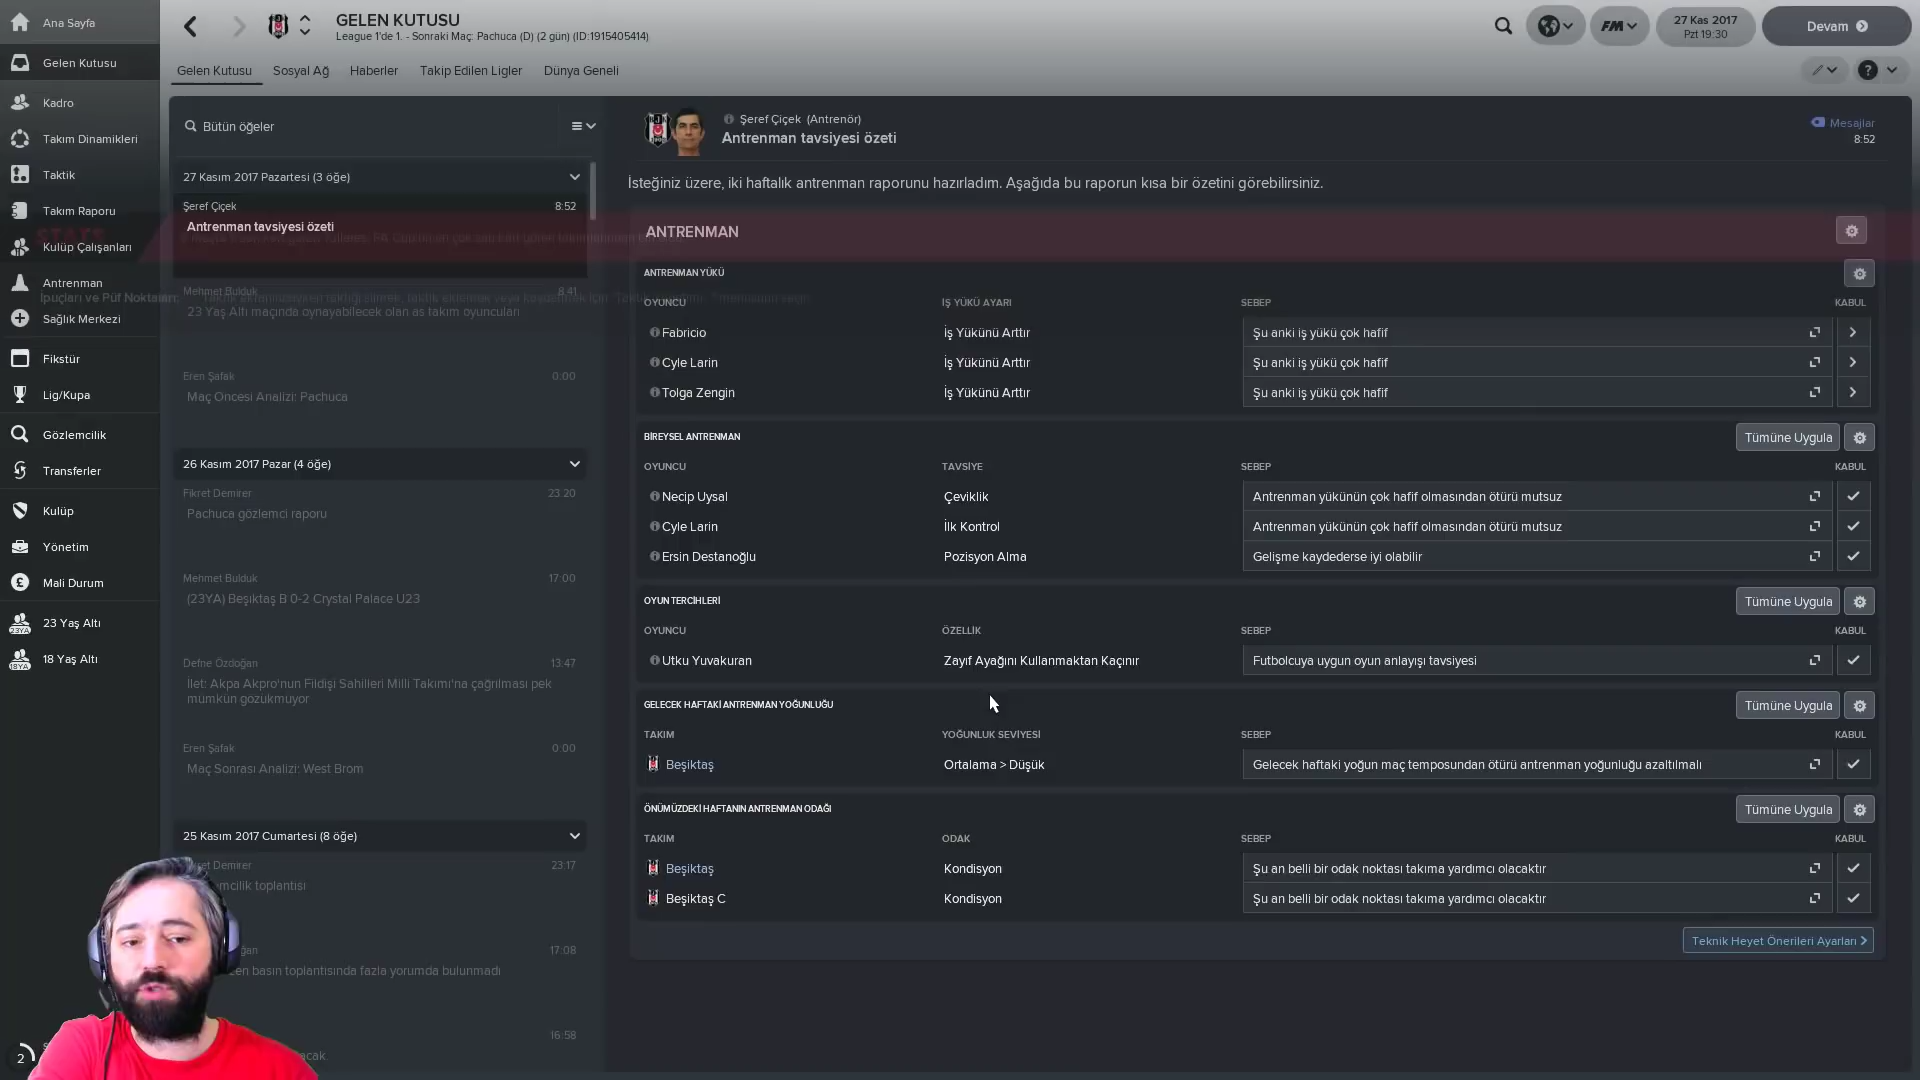 Ana Sayfa
Gelen Kutusu
Kadro
Takım Dinamikleri
Taktik
Takım Raporu
Kulüp Çalışanları
Antrenman
Sağlık Merkezi
Fikstür
Lig/Kupa
Gözlemcilik
Transferler
Kulüp
Yönetim
Mali Durum
23 Yaş Altı
18 Yaş Altı
2
GELEN KUTUSU
League 1'de 1. - Sonraki Maç: Pachuca (D) (2 gün) (ID:1915405414)
FM
27 Kas 2017
Pzt 19:30
Devam
Gelen Kutusu
Sosyal Ağ
Haberler
Takip Edilen Ligler
Dünya Geneli
Bütün öğeler
27 Kasım 2017 Pazartesi (3 öğe)
Şeref Çiçek 8:52
Antrenman tavsiyesi özeti
Mehmet Bulduk 8:41
23 Yaş Altı maçında oynayabilecek olan as takım oyuncuları
Eren Şafak 0:00
Maç Öncesi Analizi: Pachuca
26 Kasım 2017 Pazar (4 öğe)
Fikret Demirer 23:20
Pachuca gözlemci raporu
Mehmet Bulduk 17:00
(23YA) Beşiktaş B 0-2 Crystal Palace U23
Defne Özdoğan 13:47
İlet: Akpa Akpro'nun Fildişi Sahilleri Milli Takımı'na çağrılması pek
mümkün gözükmüyor
Eren Şafak 0:00
Maç Sonrası Analizi: West Brom
25 Kasım 2017 Cumartesi (8 öğe)
Demirer 23:17
toplantısı
17:08
basın toplantısında fazla yorumda bulunmadı
16:58
İpuçları ve Püf Noktaları:
Şeref Çiçek (Antrenör)
Antrenman tavsiyesi özeti
Mesajlar
8:52
İsteğiniz üzere, iki haftalık antrenman raporunu hazırladım. Aşağıda bu raporun kısa bir özetini görebilirsiniz.
ANTRENMAN
ANTRENMAN YÜKÜ
OYUNCU İŞ YÜKÜ AYARI SEBEP KABUL
Fabricio İş Yükünü Arttır Şu anki iş yükü çok hafif
Cyle Larin İş Yükünü Arttır Şu anki iş yükü çok hafif
Tolga Zengin İş Yükünü Arttır Şu anki iş yükü çok hafif
BİREYSEL ANTRENMAN Tümüne Uygula
OYUNCU TAVSİYE SEBEP KABUL
Necip Uysal Çeviklik Antrenman yükünün çok hafif olmasından ötürü mutsuz
Cyle Larin İlk Kontrol Antrenman yükünün çok hafif olmasından ötürü mutsuz
Ersin Destanoğlu Pozisyon Alma Gelişme kaydederse iyi olabilir
OYUN TERCİHLERİ Tümüne Uygula
OYUNCU ÖZELLİK SEBEP KABUL
Utku Yuvakuran Zayıf Ayağını Kullanmaktan Kaçınır Futbolcuya uygun oyun anlayışı tavsiyesi
GELECEK HAFTAKİ ANTRENMAN YOĞUNLUĞU Tümüne Uygula
TAKIM YOĞUNLUK SEVİYESİ SEBEP KABUL
Beşiktaş Ortalama > Düşük Gelecek haftaki yoğun maç temposundan ötürü antrenman yoğunluğu azaltılmalı
ÖNÜMÜZDEKİ HAFTANIN ANTRENMAN ODAĞI Tümüne Uygula
TAKIM ODAK SEBEP KABUL
Beşiktaş Kondisyon Şu an belli bir odak noktası takıma yardımcı olacaktır
Beşiktaş C Kondisyon Şu an belli bir odak noktası takıma yardımcı olacaktır
Teknik Heyet Önerileri Ayarları